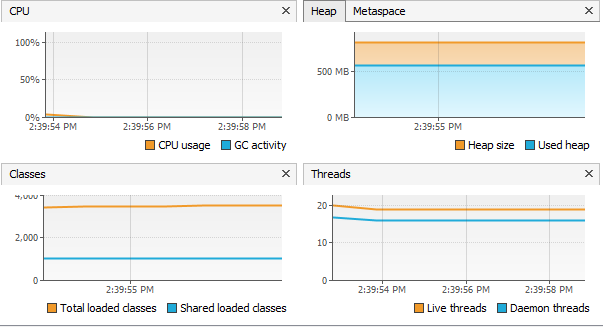 CPU
100%
50%
0%
2:39:54 PM 2:39:56 PM 2:39:58 PM
CPU usage GC activity
Heap Metaspace
500 MB
0 MB
2:39:55 PM
Heap size Used heap
Classes
4,000
2,000
0
2:39:55 PM
Total loaded classes Shared loaded classes
Threads
20
10
0
2:39:54 PM 2:39:56 PM 2:39:58 PM
Live threads Daemon threads